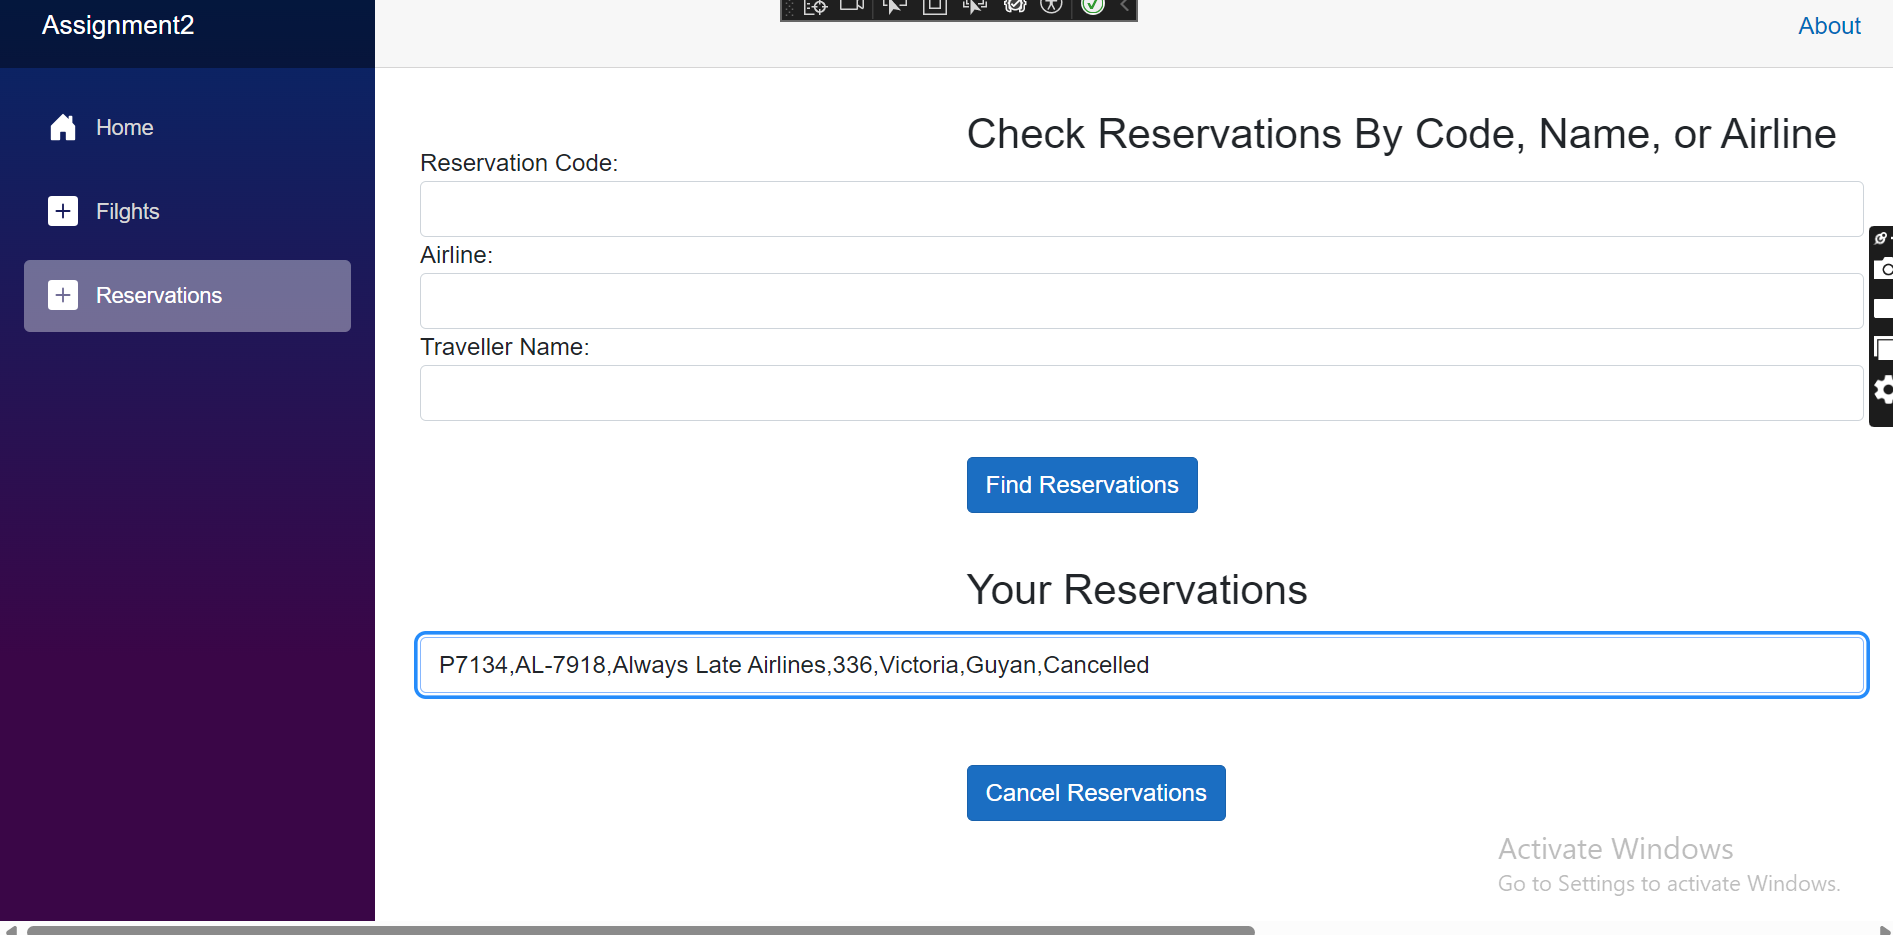 Assignment2
About
Home
Filghts
Reservations
Check Reservations By Code, Name, or Airline
Reservation Code:
Airline:
Traveller Name:
Find Reservations
Your Reservations
P7134,AL-7918,Always Late Airlines,336,Victoria,Guyan,Cancelled
Cancel Reservations
Activate Windows
Go to Settings to activate Windows.